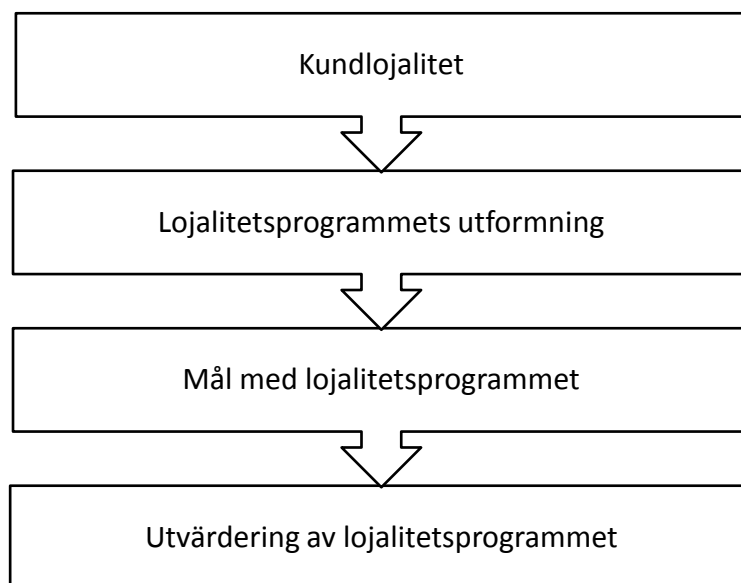 Kundlojalitet
Lojalitetsprogrammets utformning
Mål med lojalitetsprogrammet
Utvärdering av lojalitetsprogrammet